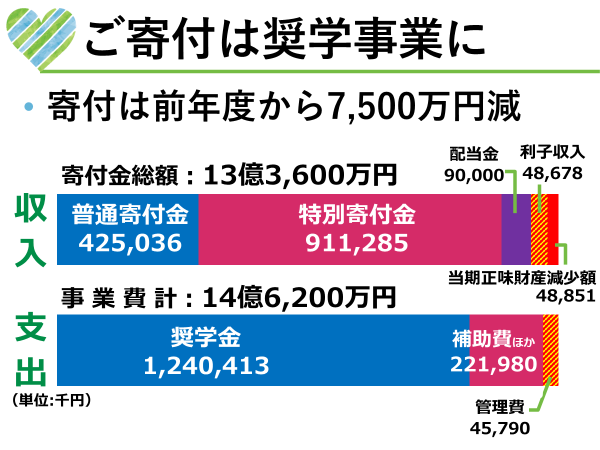 ご寄付は奨学事業に
・寄付は前年度から7,500万円減
寄付金総額：13億3,600万円
配当金
90,000
利子収入
48,678
収入
普通寄付金
425,036
特別寄付金
911,285
当期正味財産減少額
48,851
事業費計：14億6,200万円
支出
奨学金
1,240,413
補助費ほか
221,980
(単位:千円)
管理費
45,790